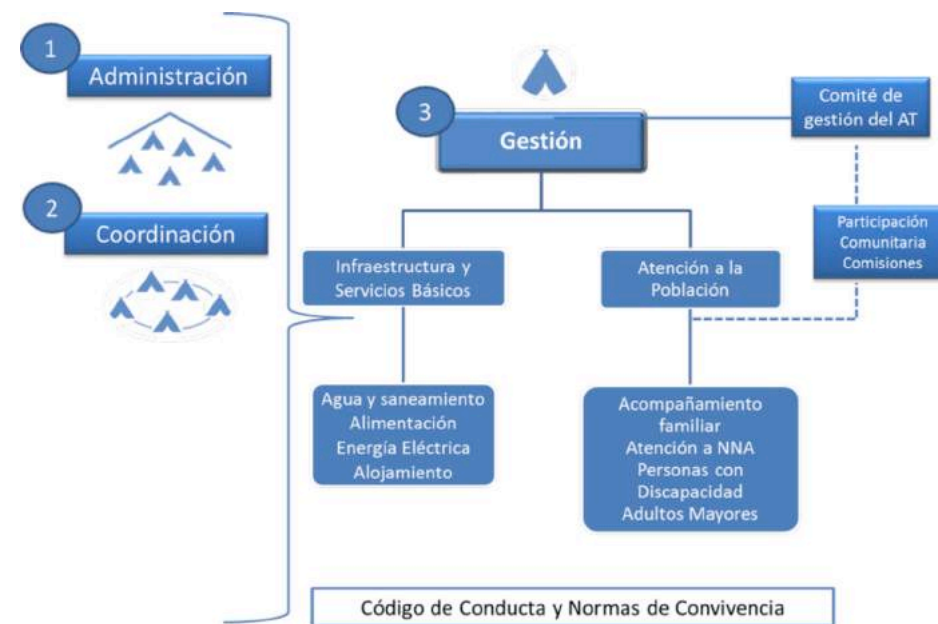 1
Administración
2
Coordinación
3
Gestión
Comité de
gestión del AT
Participación
Comunitaria
Comisiones
Infraestructura y
Servicios Básicos
Atención a la
Población
Agua y saneamiento
Alimentación
Energía Eléctrica
Alojamiento
Acompañamiento
familiar
Atención a NNA
Personas con
Discapacidad
Adultos Mayores
Código de Conducta y Normas de Convivencia